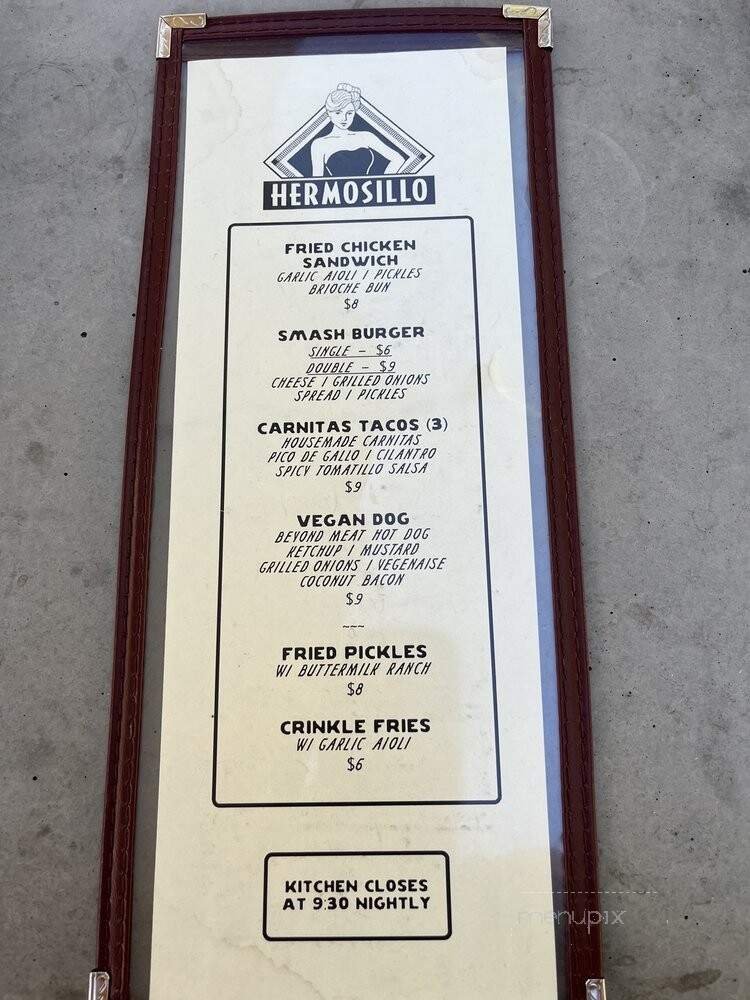 HERMOSILLO
FRIED CHICKEN
SANDWICH
GARLIC AIOLI | PICKLES
BRIOCHE BUN
$8
SMASH BURGER
SINGLE - $6
DOUBLE - $9
CHEESE | GRILLED ONIONS
SPREAD | PICKLES
CARNITAS TACOS (3)
HOUSEMADE CARNITAS
PICO DE GALLO | CILANTRO
SPICY TOMATILLO SALSA
$9
VEGAN DOG
BEYOND MEAT HOT DOG
KETCHUP | MUSTARD
GRILLED ONIONS | VEGENAISE
COCONUT BACON
$9
~~~
FRIED PICKLES
W/ BUTTERMILK RANCH
$8
CRINKLE FRIES
W/ GARLIC AIOLI
$6
KITCHEN CLOSES
AT 9:30 NIGHTLY
menupix